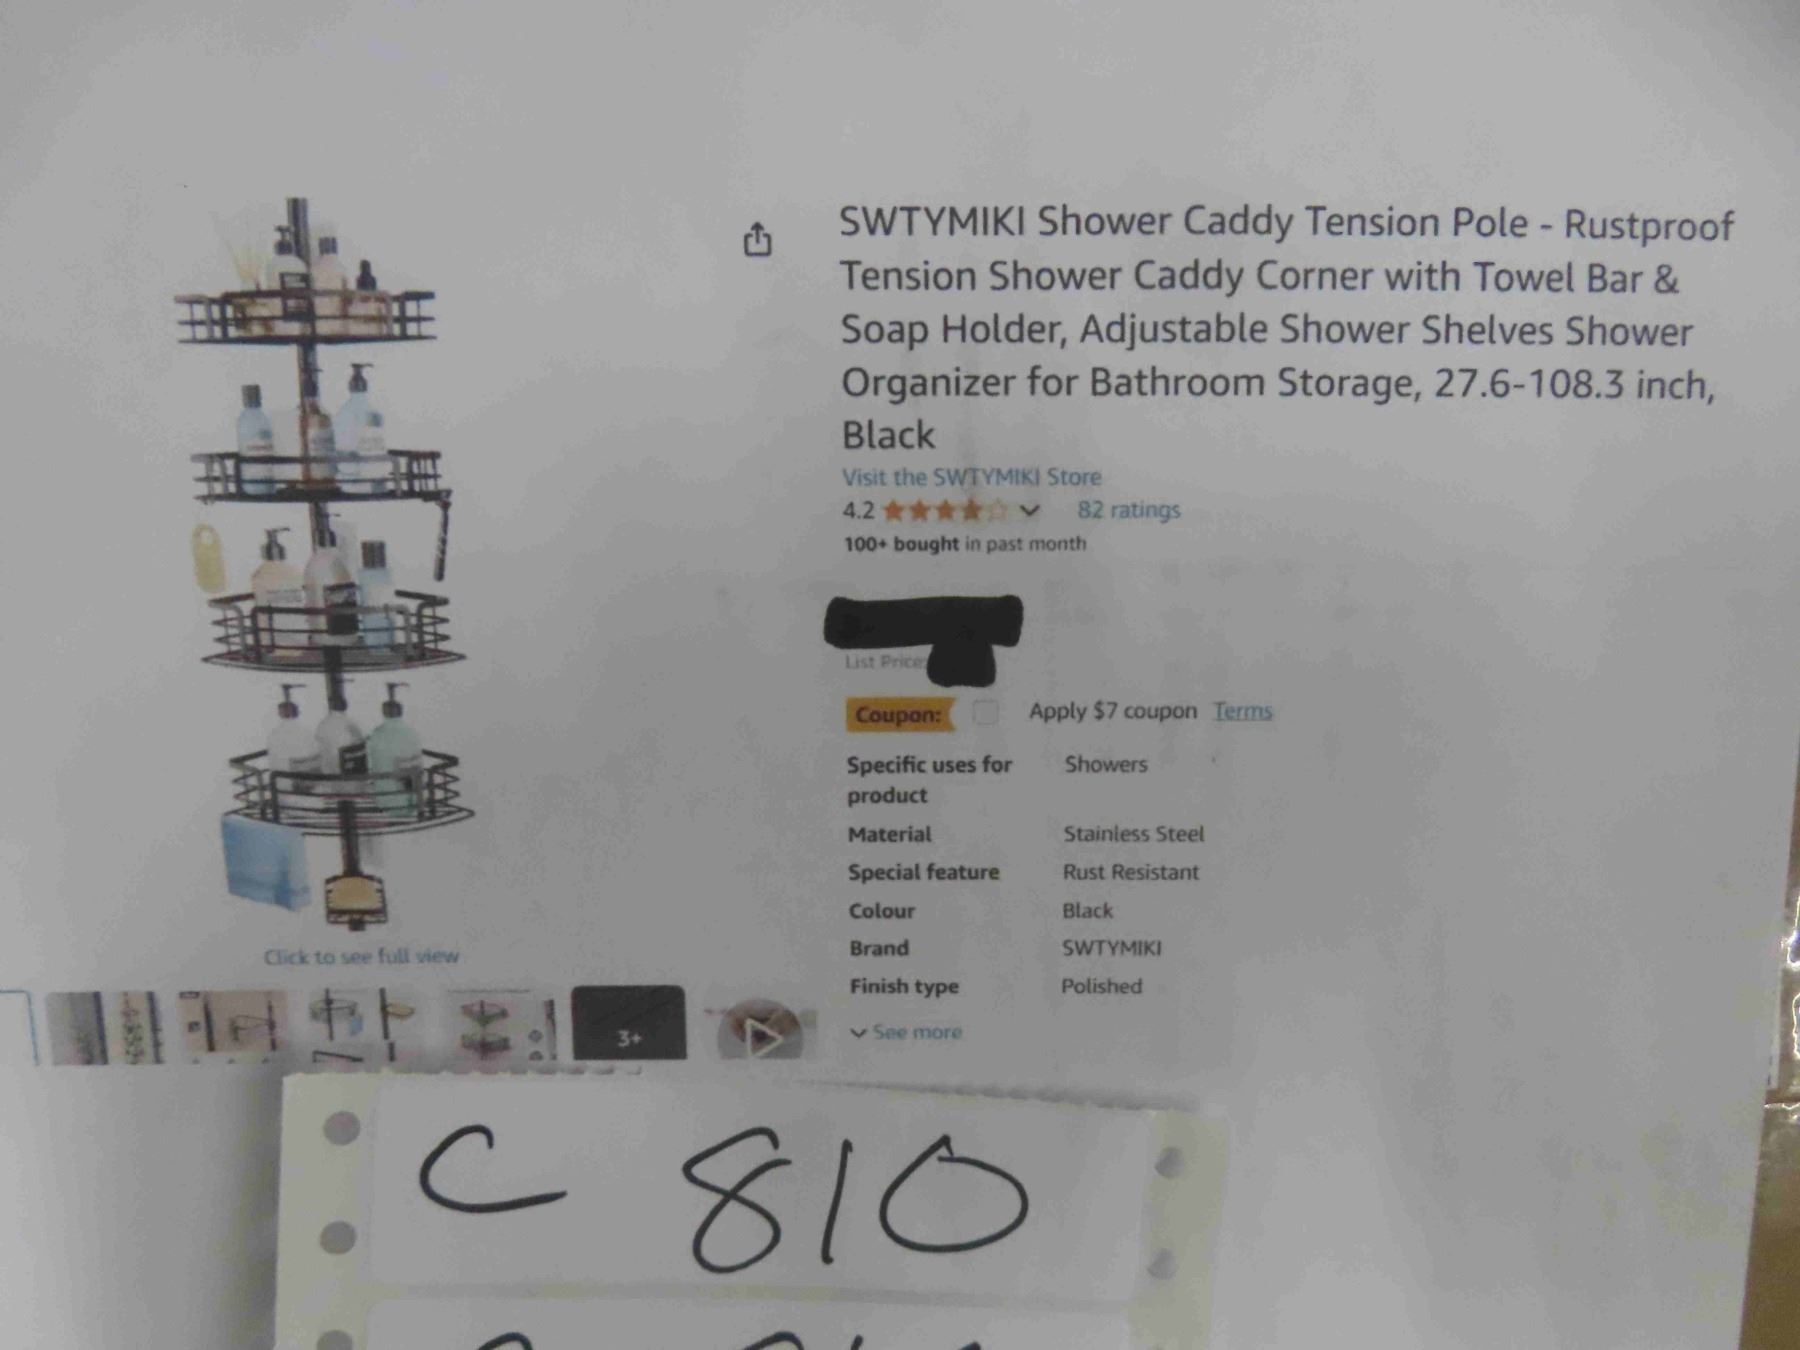 SWTYMIKI Shower Caddy Tension Pole - Rustproof
Tension Shower Caddy Corner with Towel Bar &
Soap Holder, Adjustable Shower Shelves Shower
Organizer for Bathroom Storage, 27.6-108.3 inch,
Black
Visit the SWTYMIKI Store
4.2 82 ratings
100+ bought in past month
List Price:
Coupon: Apply $7 coupon Terms
Specific uses for product Showers
Material Stainless Steel
Special feature Rust Resistant
Colour Black
Brand SWTYMIKI
Finish type Polished
See more
Click to see full view
3+
C 810